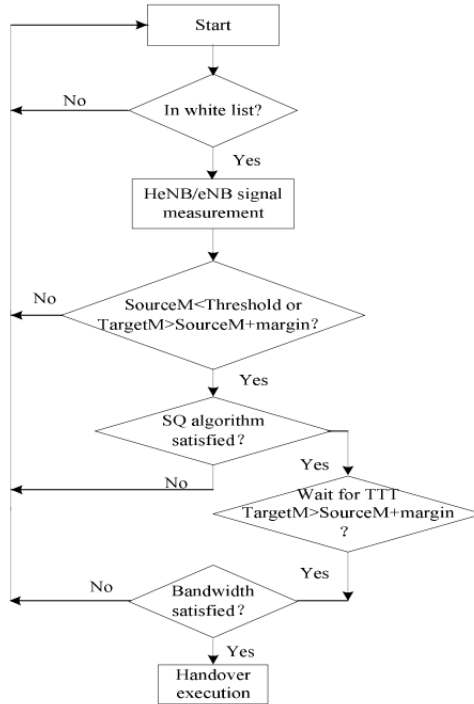 Start
No
In white list?
Yes
HeNB/eNB signal
measurement
No
SourceM<Threshold or
TargetM>SourceM+margin?
Yes
SQ algorithm
satisfied?
Yes
No
Wait for TTT
TargetM>SourceM+margin
?
Yes
No
Bandwidth
satisfied?
Yes
Handover
execution